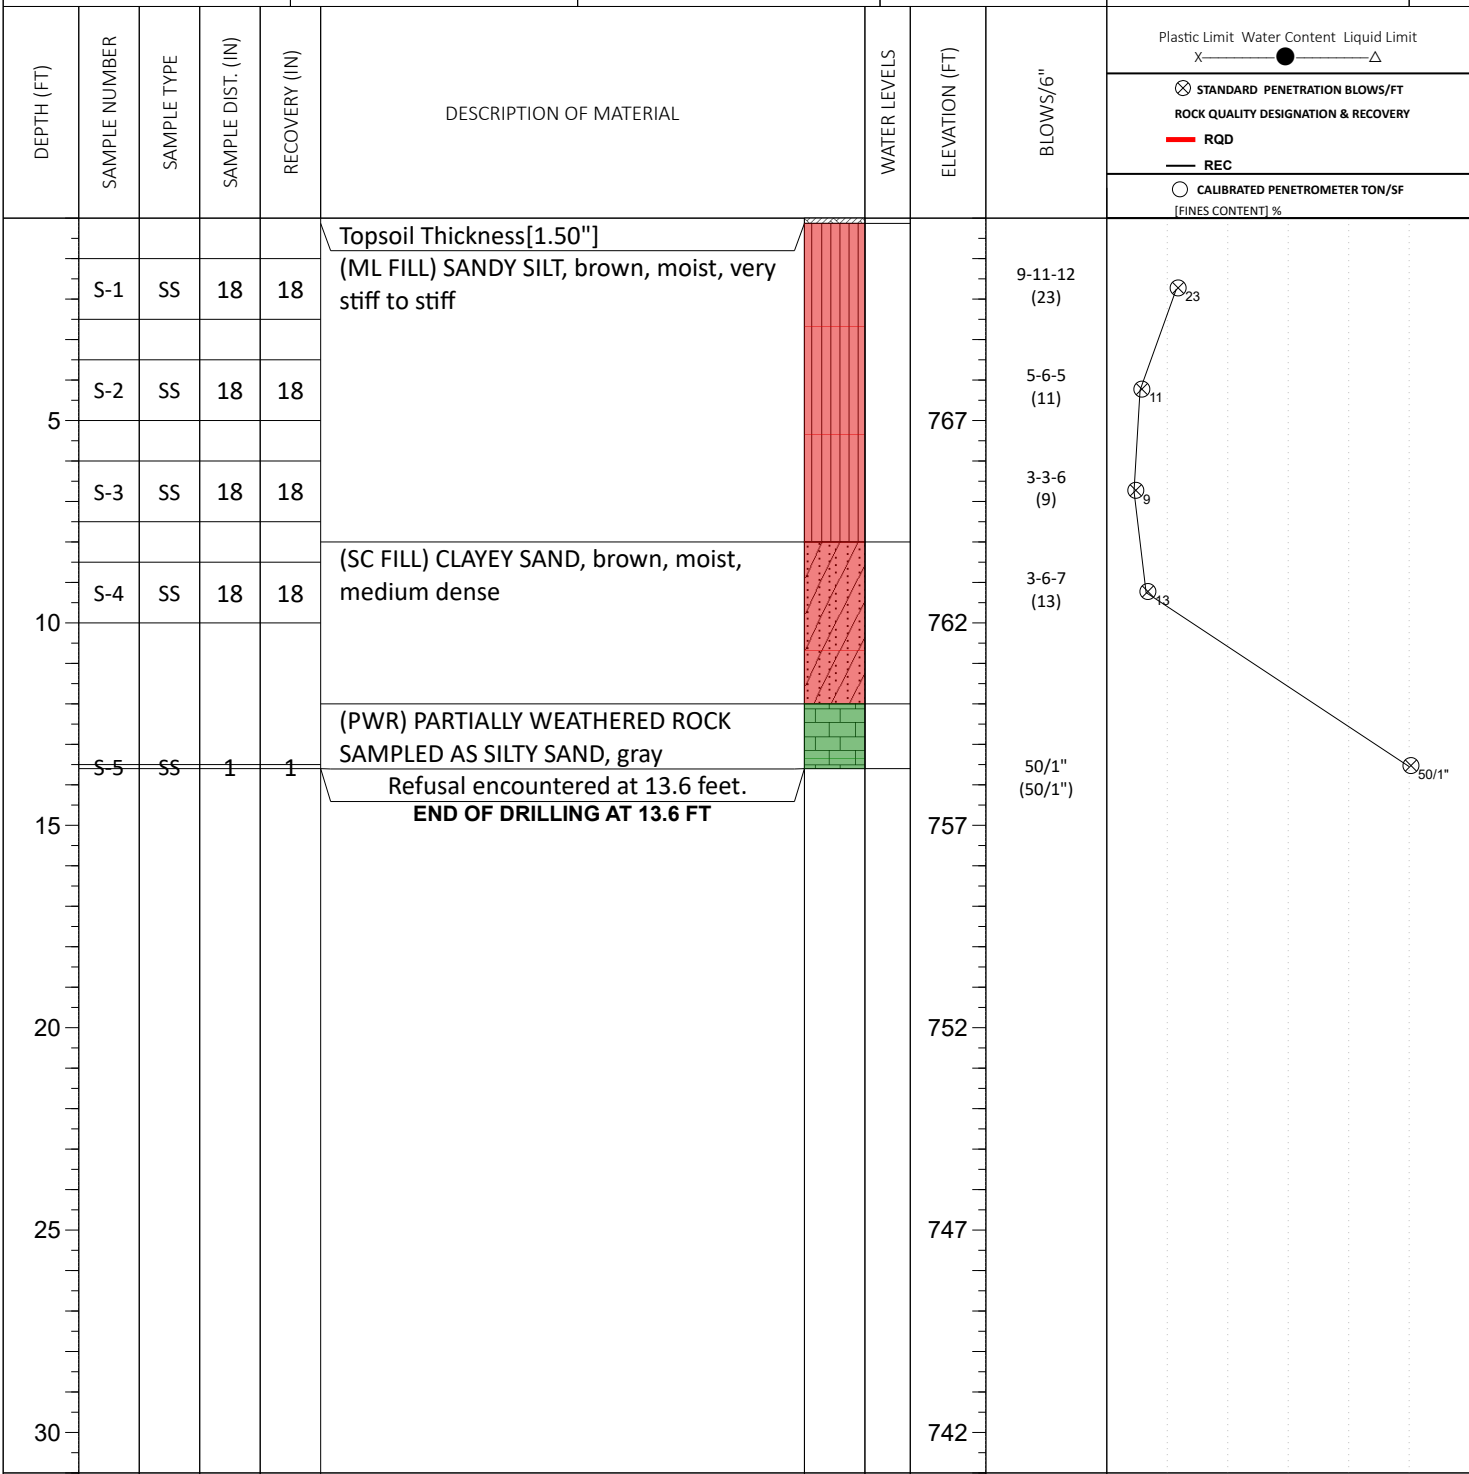 DEPTH (FT)
SAMPLE NUMBER
SAMPLE TYPE
SAMPLE DIST. (IN)
RECOVERY (IN)
DESCRIPTION OF MATERIAL
WATER LEVELS
ELEVATION (FT)
BLOWS/6"
Plastic Limit Water Content Liquid Limit
X
STANDARD PENETRATION BLOWS/FT
ROCK QUALITY DESIGNATION & RECOVERY
RQD
REC
CALIBRATED PENETROMETER TON/SF
[FINES CONTENT] %
Topsoil Thickness[1.50"]
(ML FILL) SANDY SILT, brown, moist, very
stiff to stiff
S-1 SS 18 18
9-11-12
(23)
23
S-2 SS 18 18
5-6-5
(11)
11
5
767
S-3 SS 18 18
3-3-6
(9)
9
(SC FILL) CLAYEY SAND, brown, moist,
medium dense
S-4 SS 18 18
3-6-7
(13)
13
10
762
(PWR) PARTIALLY WEATHERED ROCK
SAMPLED AS SILTY SAND, gray
S-5 SS 1 1
50/1"
(50/1")
50/1"
Refusal encountered at 13.6 feet.
END OF DRILLING AT 13.6 FT
15
757
20
752
25
747
30
742